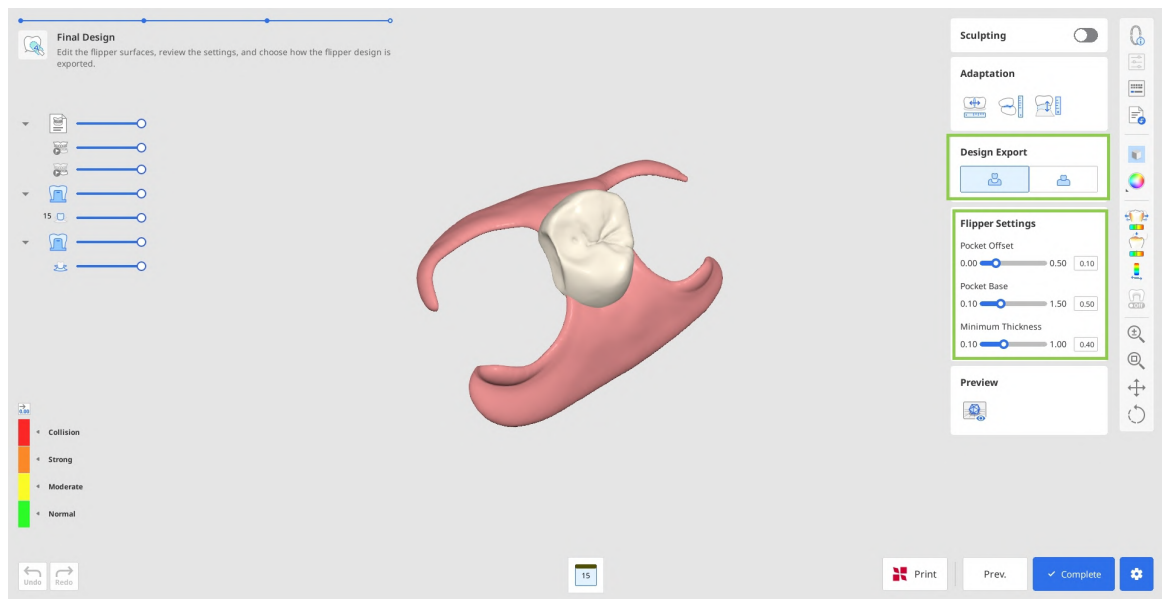 Final Design
Edit the flipper surfaces, review the settings, and choose how the flipper design is
exported.
15
0.00
Collision
Strong
Moderate
Normal
Undo Redo
15
Sculpting
Adaptation
Design Export
Flipper Settings
Pocket Offset
0.00 0.50 0.10
Pocket Base
0.10 1.50 0.50
Minimum Thickness
0.10 1.00 0.40
Preview
Print Prev. Complete